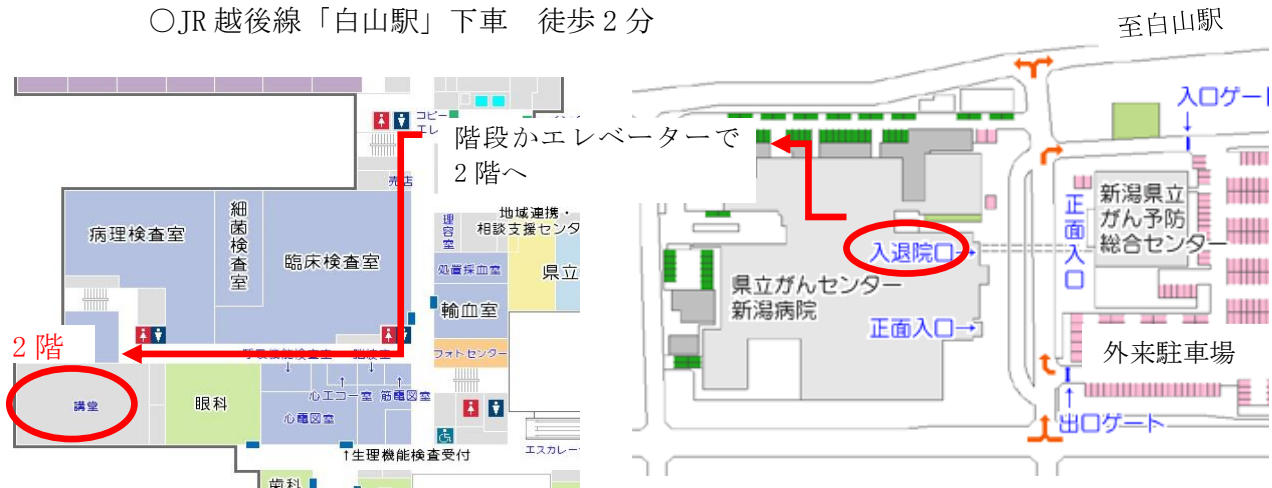 ○JR 越後線「白山駅」下車　徒歩 2 分
至白山駅
コピー
エレ
階段かエレベーターで
2 階へ
売店
細菌検査室
病理検査室
臨床検査室
理容室
地域連携・
相談支援センタ
処置採血室
県立
輸血室
フォトセンター
2 階
講堂
眼科
心エコー室
筋電図室
心電図室
↑生理機能検査受付
エスカレー
歯科
入口ゲート
正面入口
新潟県立
がん予防
総合センター
入退院口→
県立がんセンター
新潟病院
正面入口→
外来駐車場
出口ゲート